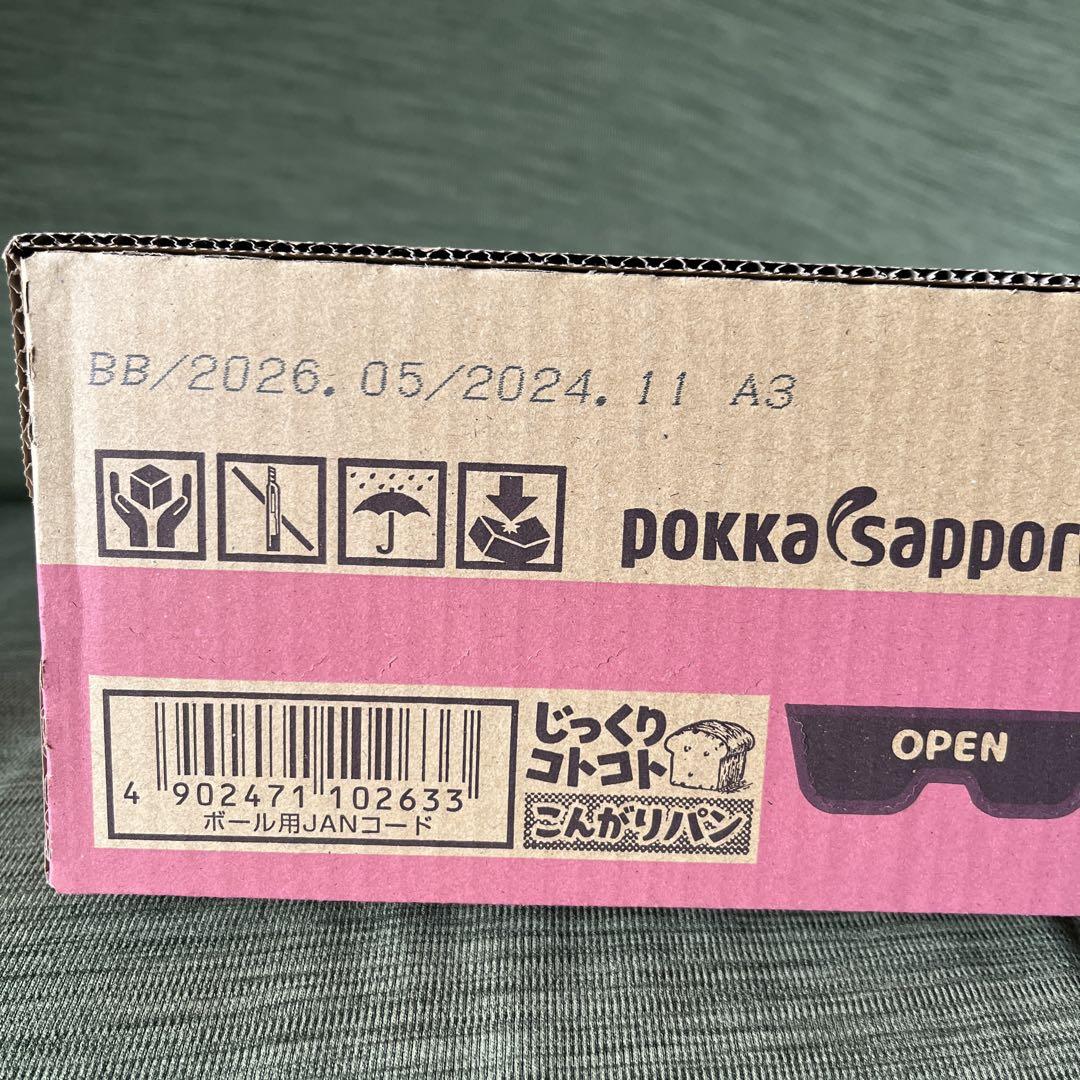 BB/2026.05/2024.11 A3
POKKA SAPPOR
4 902471 102633
ボール用JANコード
じっくり
コトコト
こんがりパン
OPEN